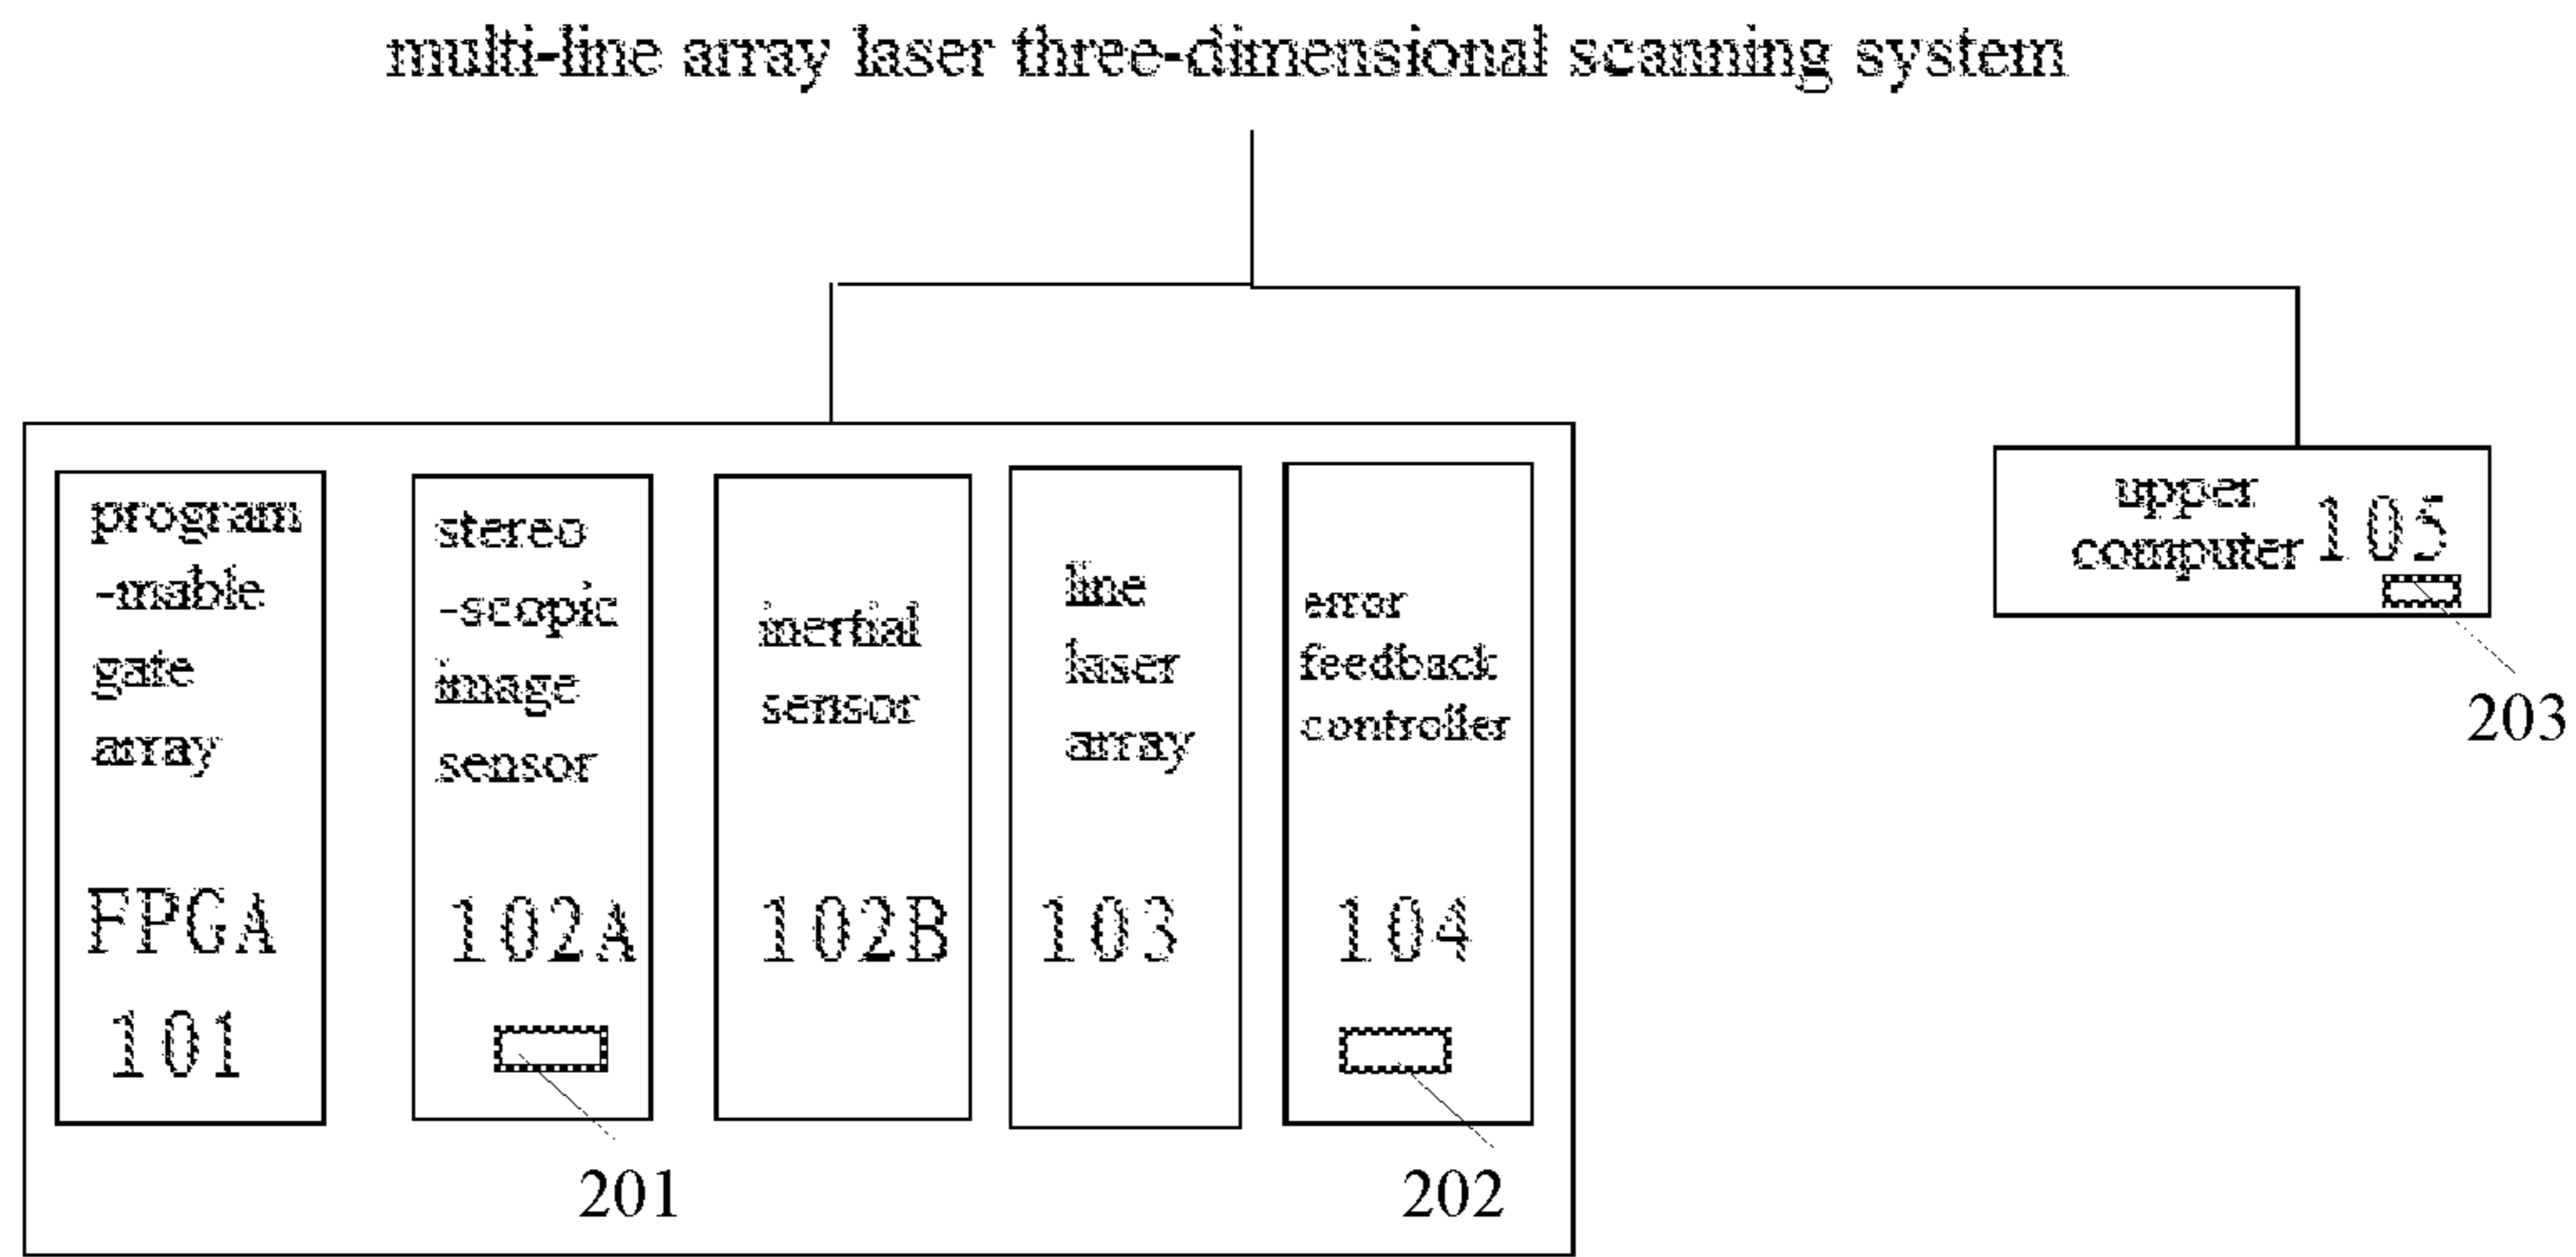 multi-line array laser three-dimensional scanning system
program
-mable
gate
array
FPGA
101
stereo
-scopic
image
sensor
102A
201
inertial
sensor
102B
line
laser
array
103
error
feedback
controller
104
202
upper
computer 105
203